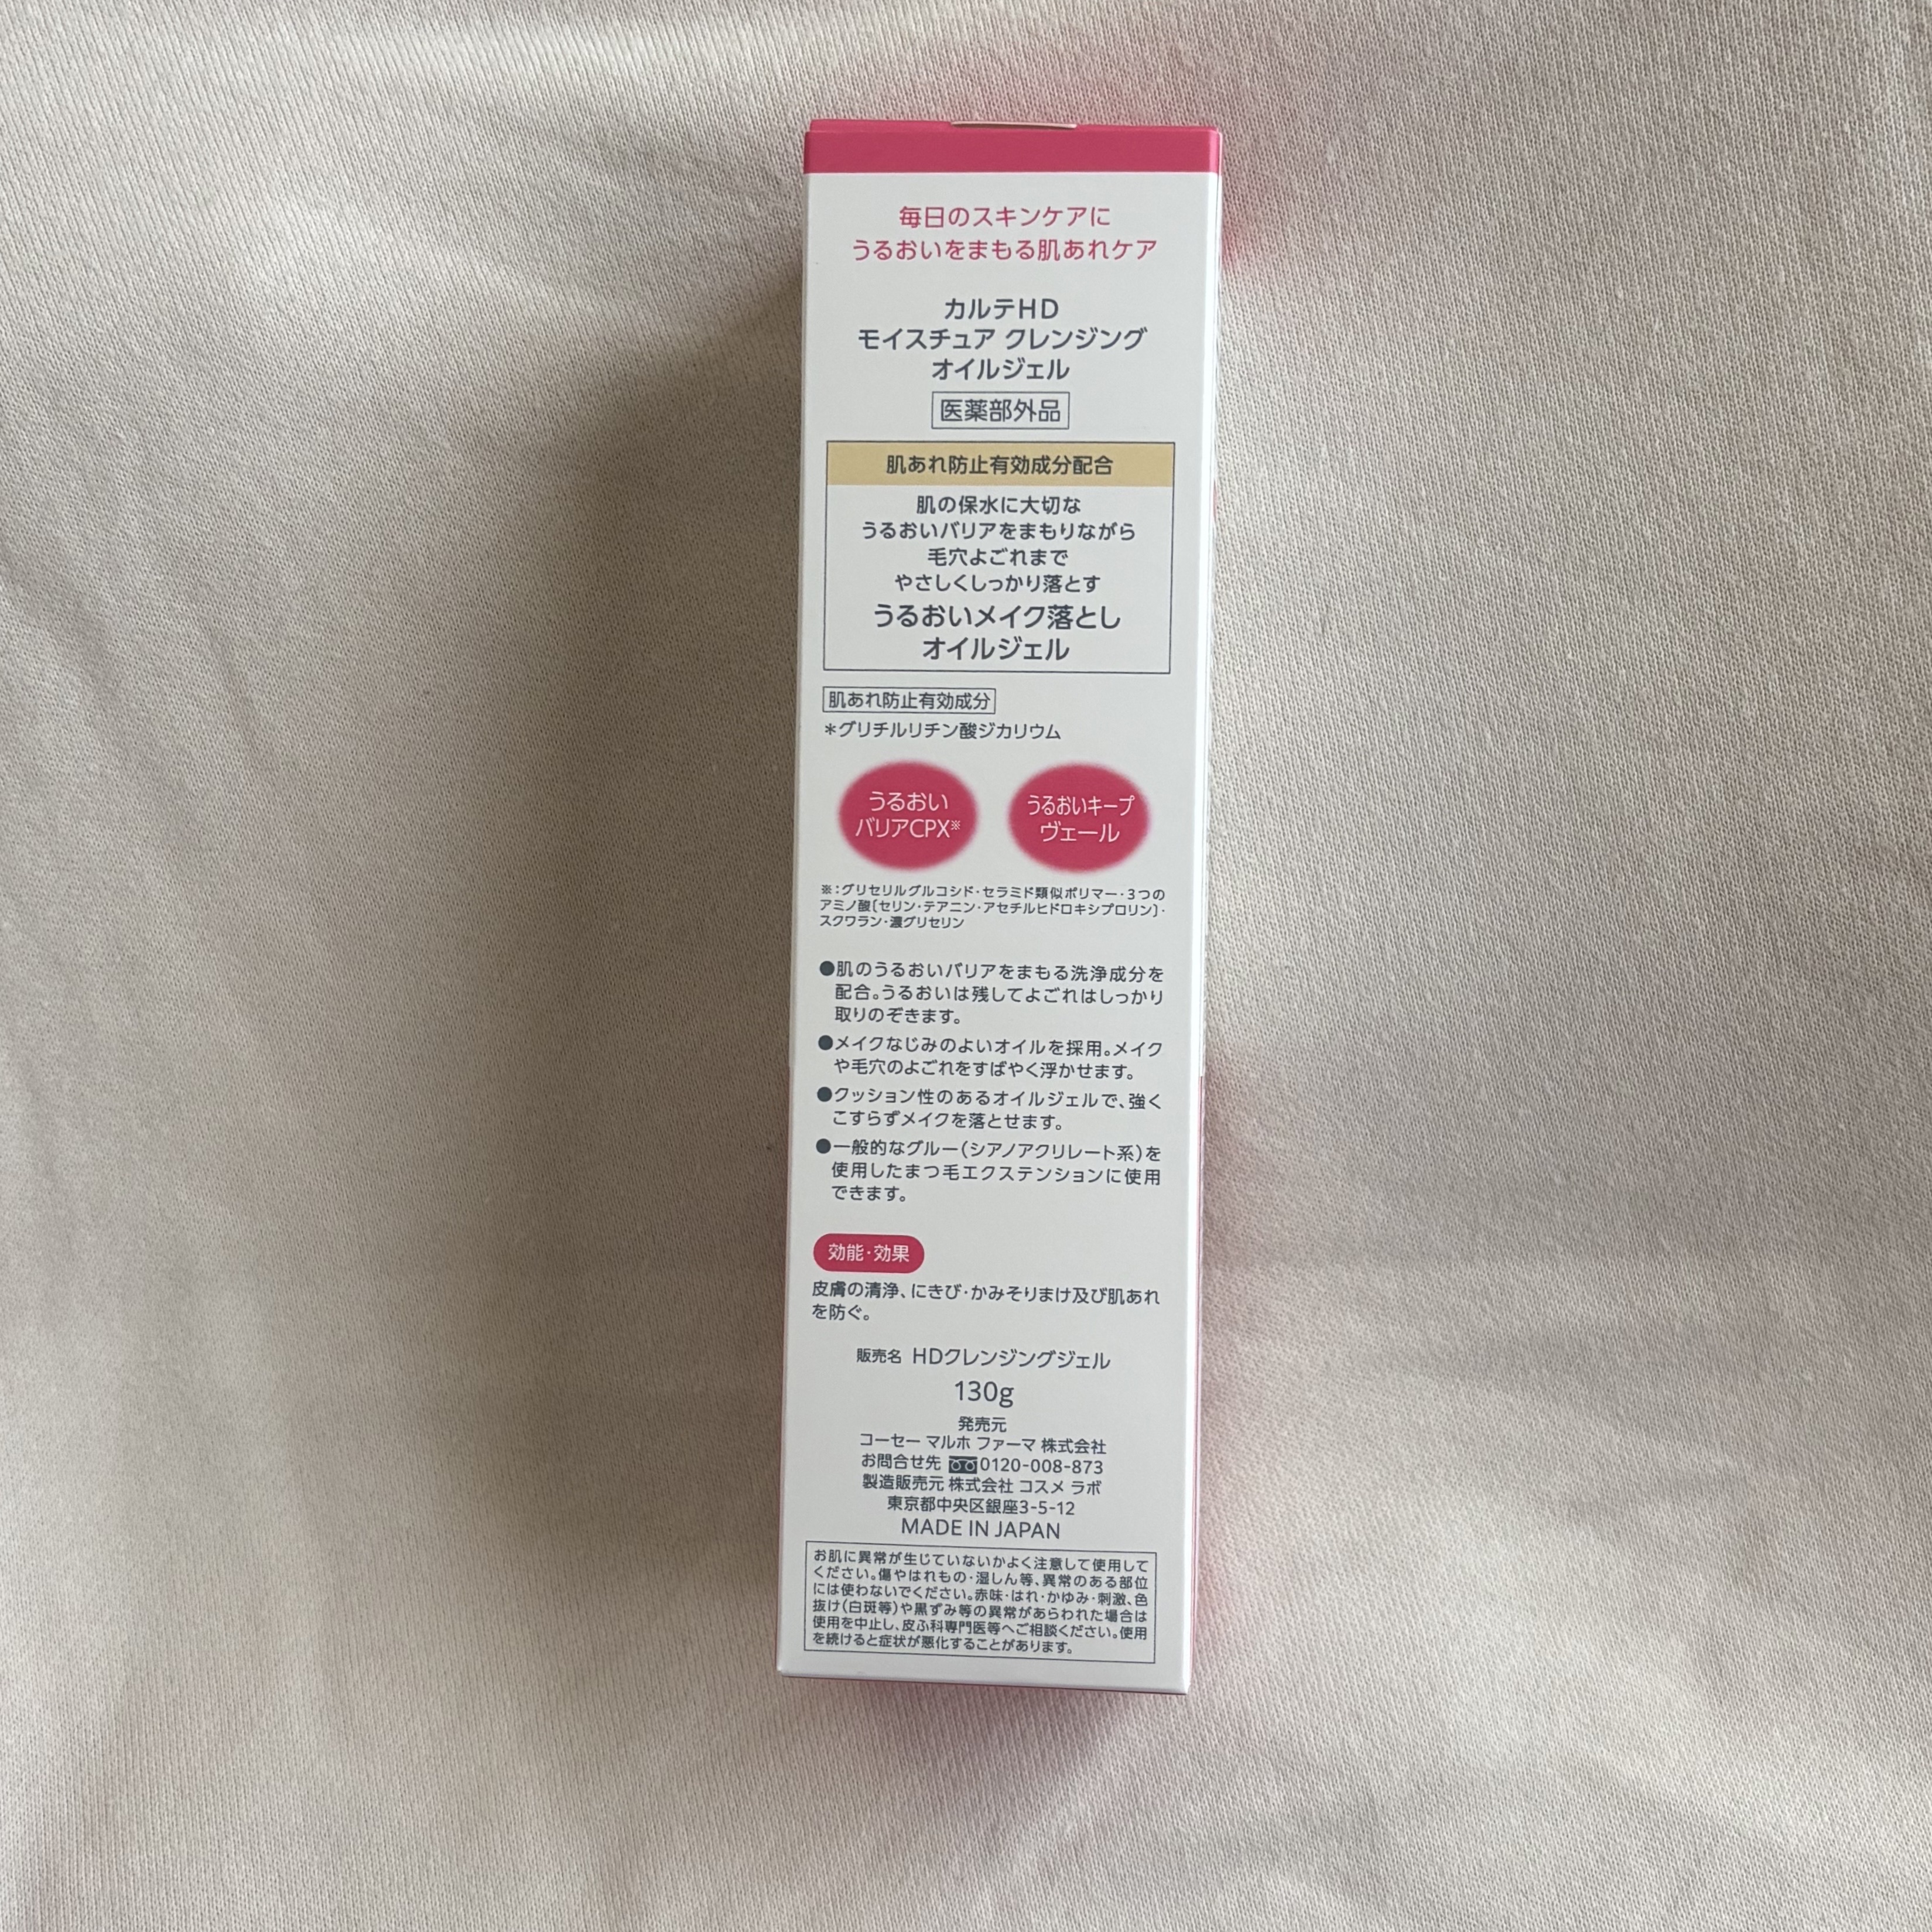 毎日のスキンケアに
うるおいをまもる肌あれケア
カルテHD
モイスチュア クレンジング
オイルジェル
医薬部外品
肌あれ防止有効成分配合
肌の保水に大切な
うるおいバリアをまもりながら
毛穴よごれまで
やさしくしっかり落とす
うるおいメイク落とし
オイルジェル
肌あれ防止有効成分
＊グリチルリチン酸ジカリウム
うるおい
バリアCPX※
うるおいキープ
ヴェール
※：グリセリルグルコシド・セラミド類似ポリマー・3つの
アミノ酸〔セリン・テアニン・アセチルヒドロキシプロリン〕・
スクワラン・濃グリセリン
●肌のうるおいバリアをまもる洗浄成分を
配合。うるおいは残してよごれはしっかり
取りのぞきます。
●メイクなじみのよいオイルを採用。メイク
や毛穴のよごれをすばやく浮かせます。
●クッション性のあるオイルジェルで、強く
こすらずメイクを落とせます。
●一般的なグルー（シアノアクリレート系）を
使用したまつ毛エクステンションに使用
できます。
効能・効果
皮膚の清浄、にきび・かみそりまけ及び肌あれ
を防ぐ。
販売名 HDクレンジングジェル
130g
発売元
コーセー マルホ ファーマ 株式会社
お問合せ先 0120-008-873
製造販売元 株式会社 コスメ ラボ
東京都中央区銀座3-5-12
MADE IN JAPAN
お肌に異常が生じていないかよく注意して使用して
ください。傷やはれもの・湿しん等、異常のある部位
には使わないでください。赤味・はれ・かゆみ・刺激、色
抜け（白斑等）や黒ずみ等の異常があらわれた場合は
使用を中止し、皮ふ科専門医等へご相談ください。使用
を続けると症状が悪化することがあります。